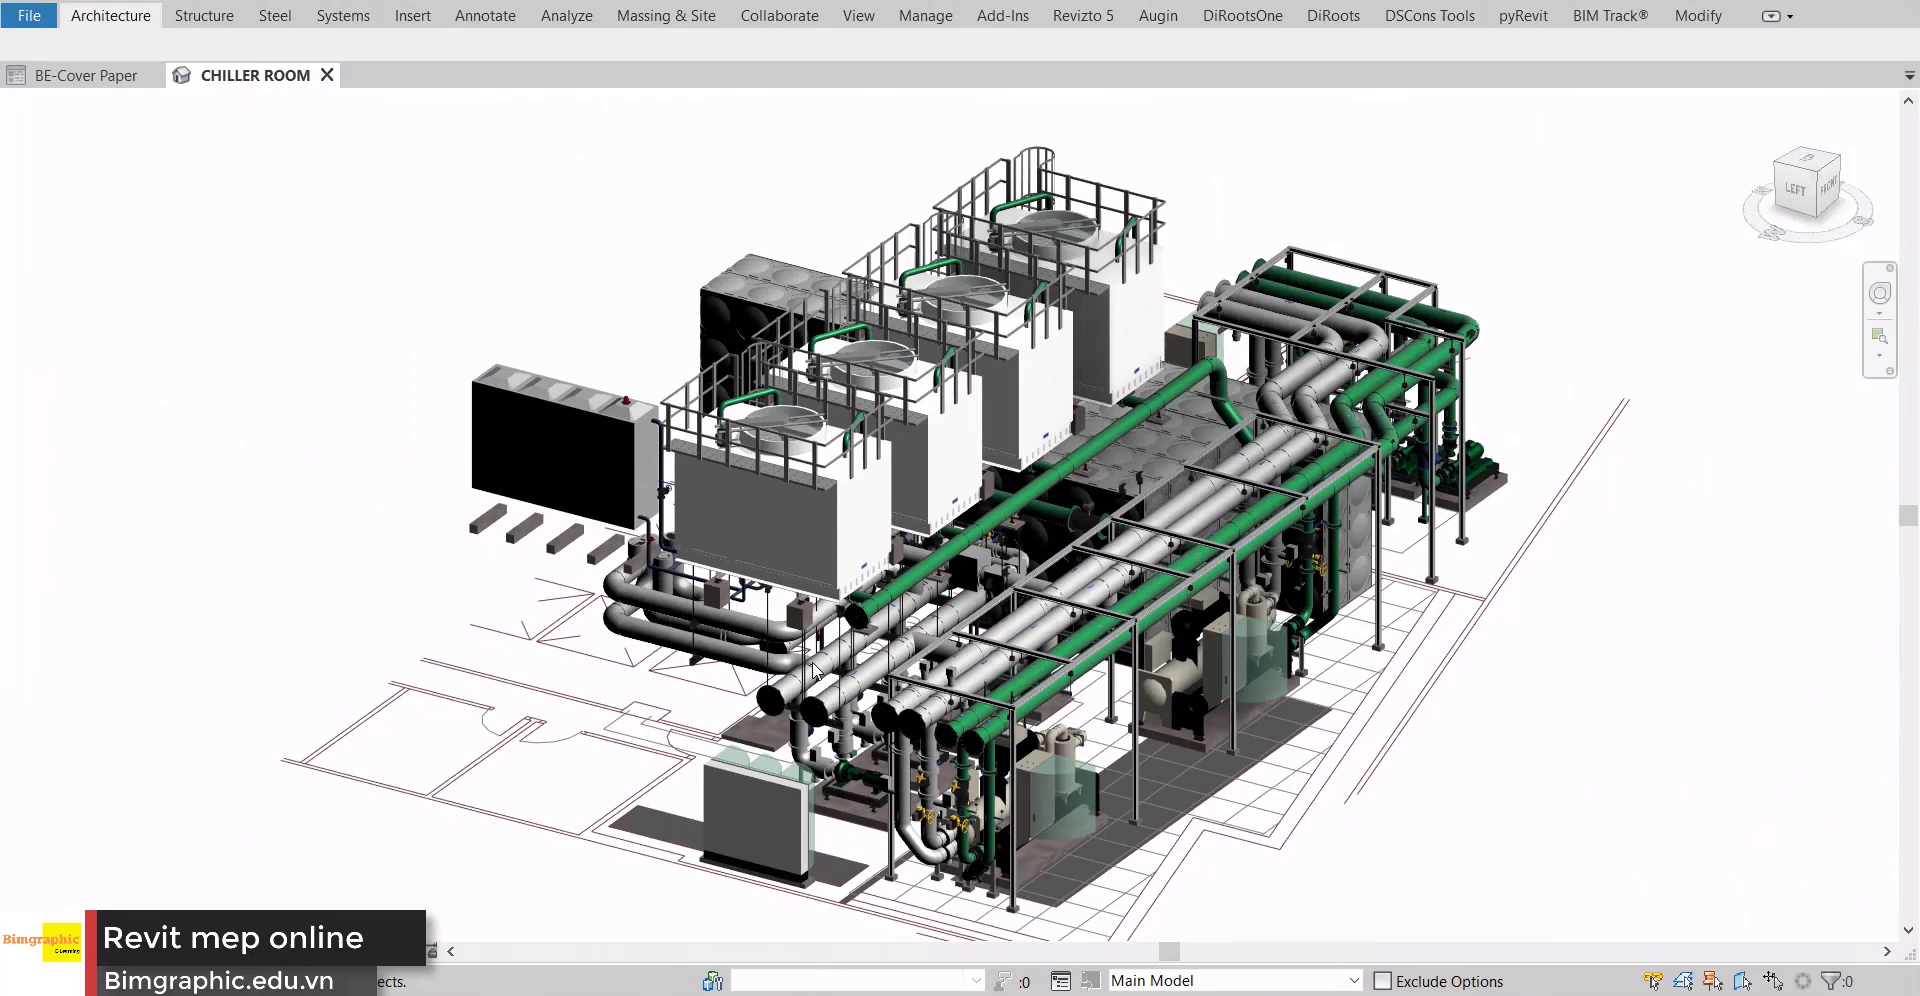 File Architecture Structure Steel Systems Insert Annotate Analyze Massing & Site Collaborate View Manage Add-Ins Revizto 5 Augin DiRootsOne DiRoots DSCons Tools pyRevit BIM Track® Modify
BE-Cover Paper CHILLER ROOM
LEFT FRONT
Bimgraphic
E-Learning
Revit mep online
Bimgraphic.edu.vn
ects.
:0
Main Model
Exclude Options
:0